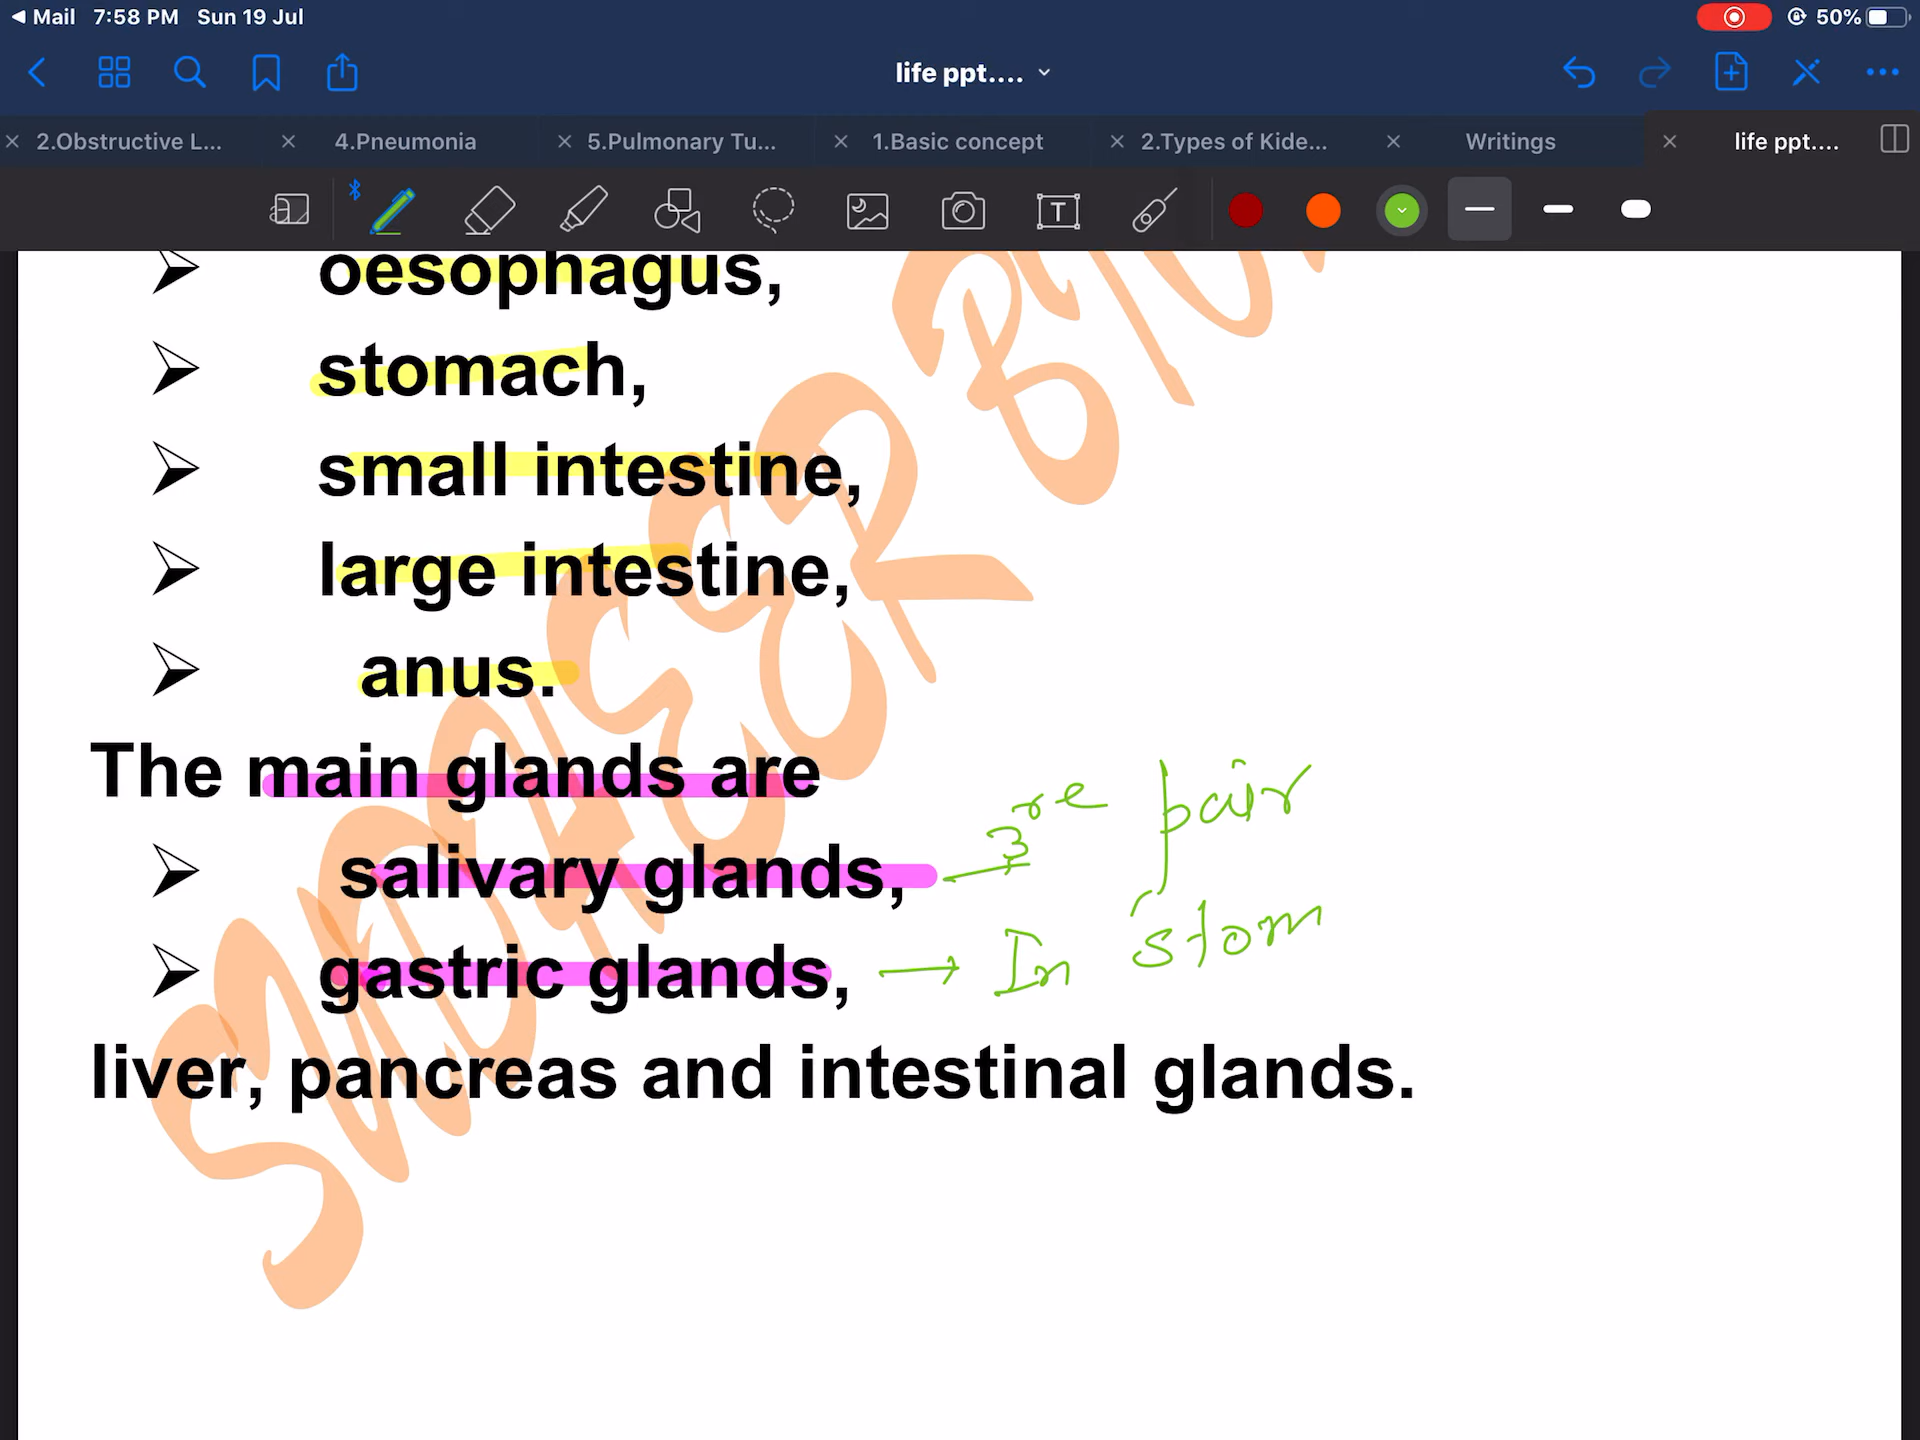 Mail 7:58 PM Sun 19 Jul 50%
life ppt....
2.Obstructive L... 4.Pneumonia 5.Pulmonary Tu... 1.Basic concept 2.Types of Kide... Writings life ppt....
oesophagus,
stomach,
small intestine,
large intestine,
anus.
The main glands are
salivary glands, 3 pair
gastric glands, → In stom
liver, pancreas and intestinal glands.